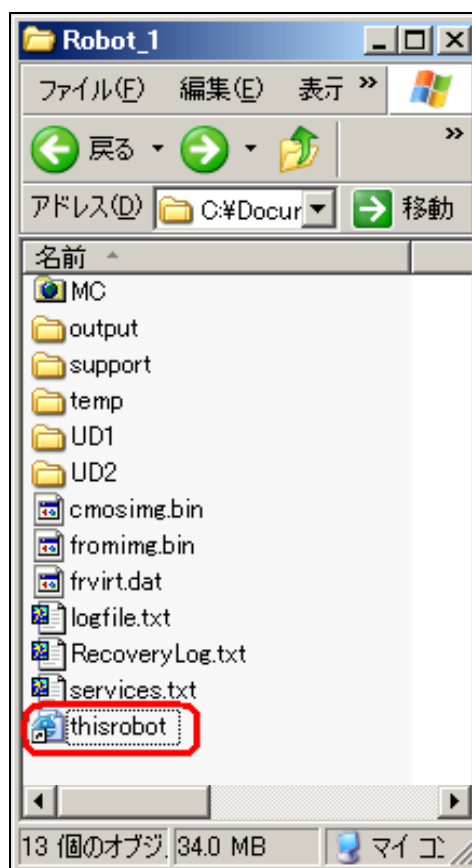 Robot_1
ファイル(F) 編集(E) 表示 »
戻る »
アドレス(D) C:¥Docur 移動
名前
MC
output
support
temp
UD1
UD2
cmosimg.bin
fromimg.bin
frvirt.dat
logfile.txt
RecoveryLog.txt
services.txt
thisrobot
13 個のオブジ 34.0 MB マイ コン